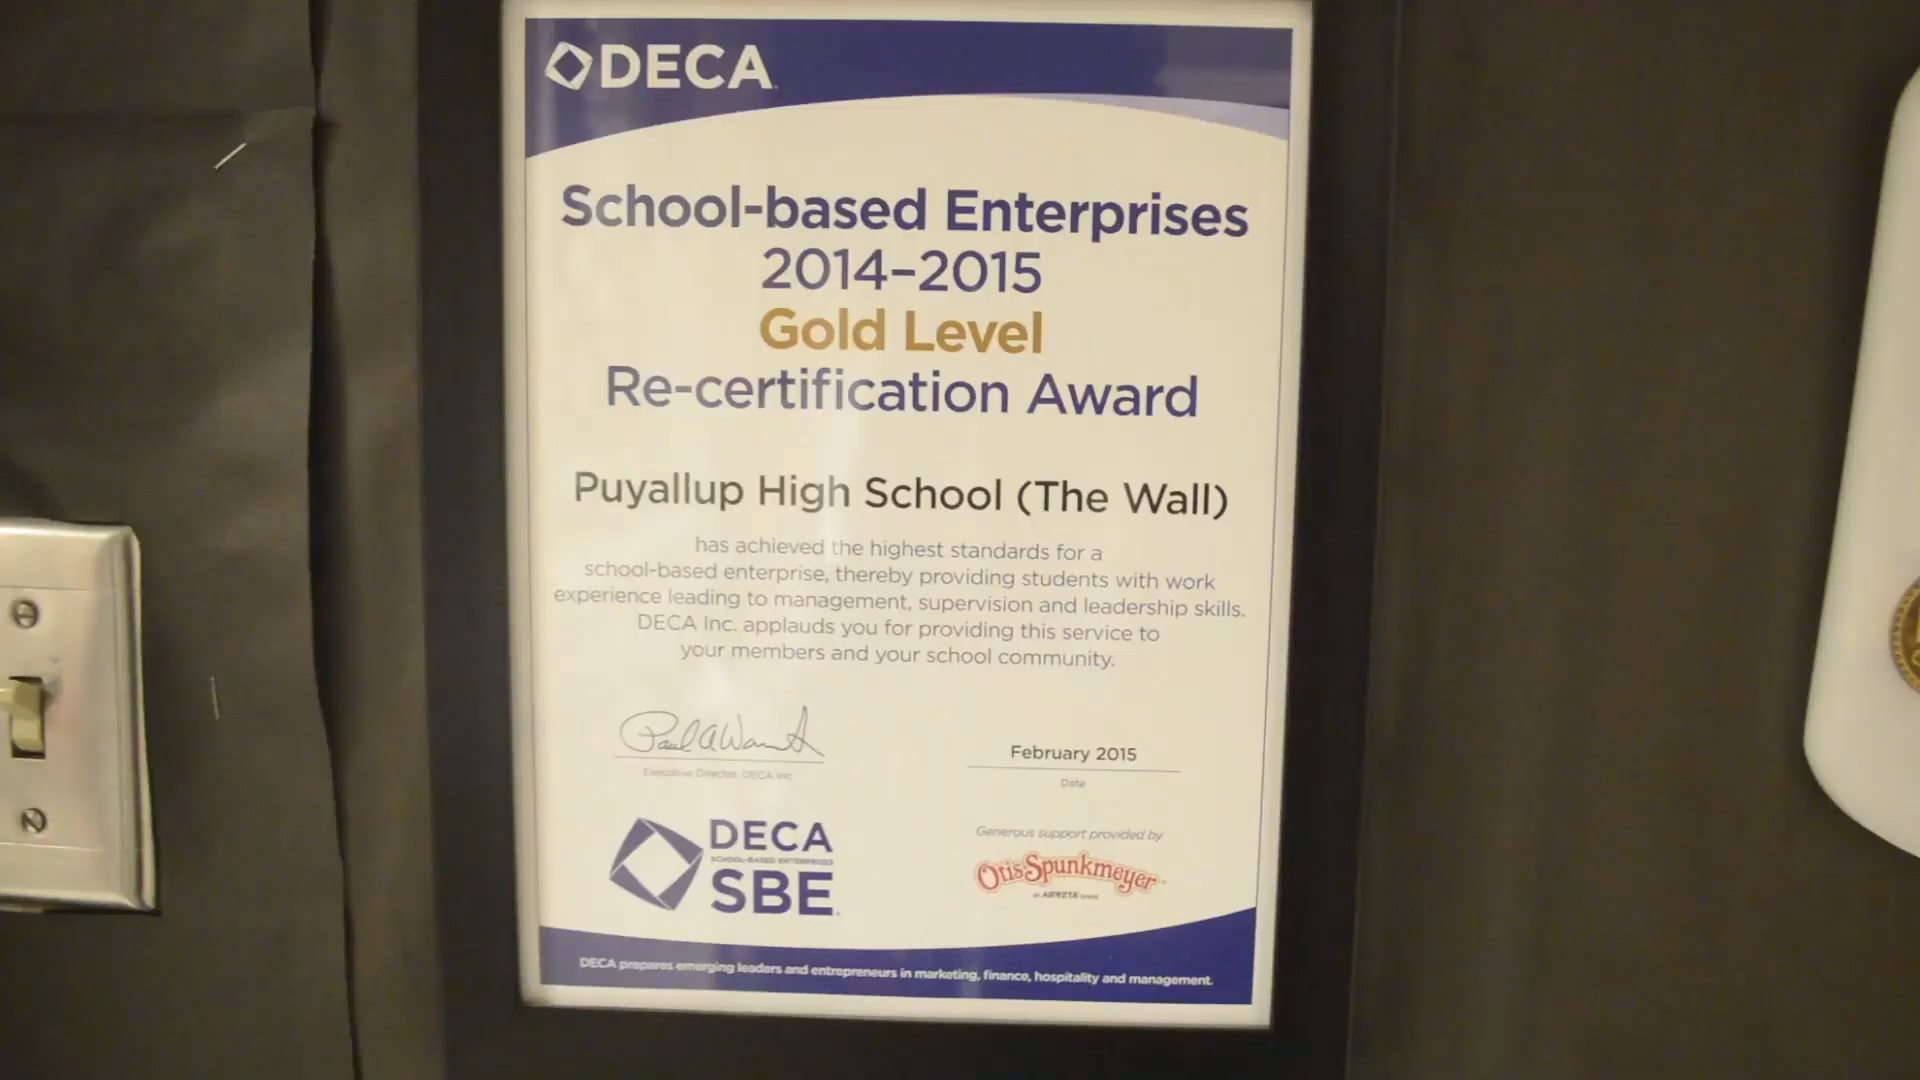 DECA
School-based Enterprises
2014–2015
Gold Level
Re-certification Award
Puyallup High School (The Wall)
has achieved the highest standards for a
school-based enterprise, thereby providing students with work
experience leading to management, supervision and leadership skills.
DECA Inc. applauds you for providing this service to
your members and your school community.
February 2015
Executive Director, DECA Inc.
Date
DECA
SCHOOL-BASED ENTERPRISES
SBE
Generous support provided by
Otis Spunkmeyer
DECA prepares emerging leaders and entrepreneurs in marketing, finance, hospitality and management.